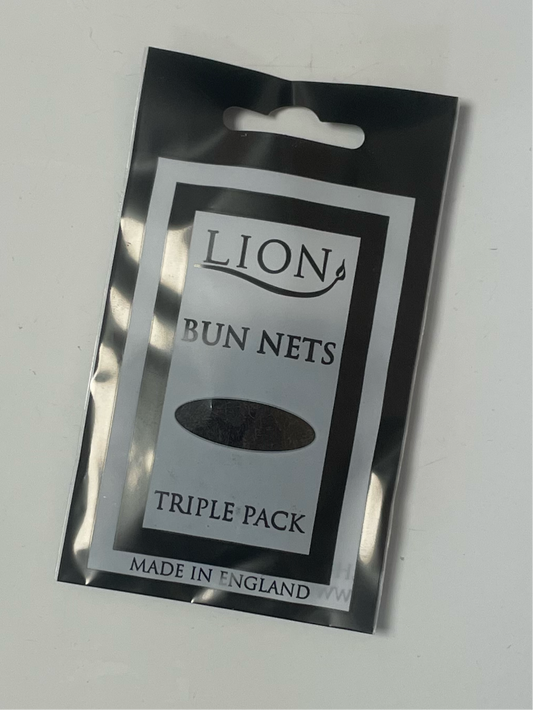 LION
BUN NETS
TRIPLE PACK
MADE IN ENGLAND